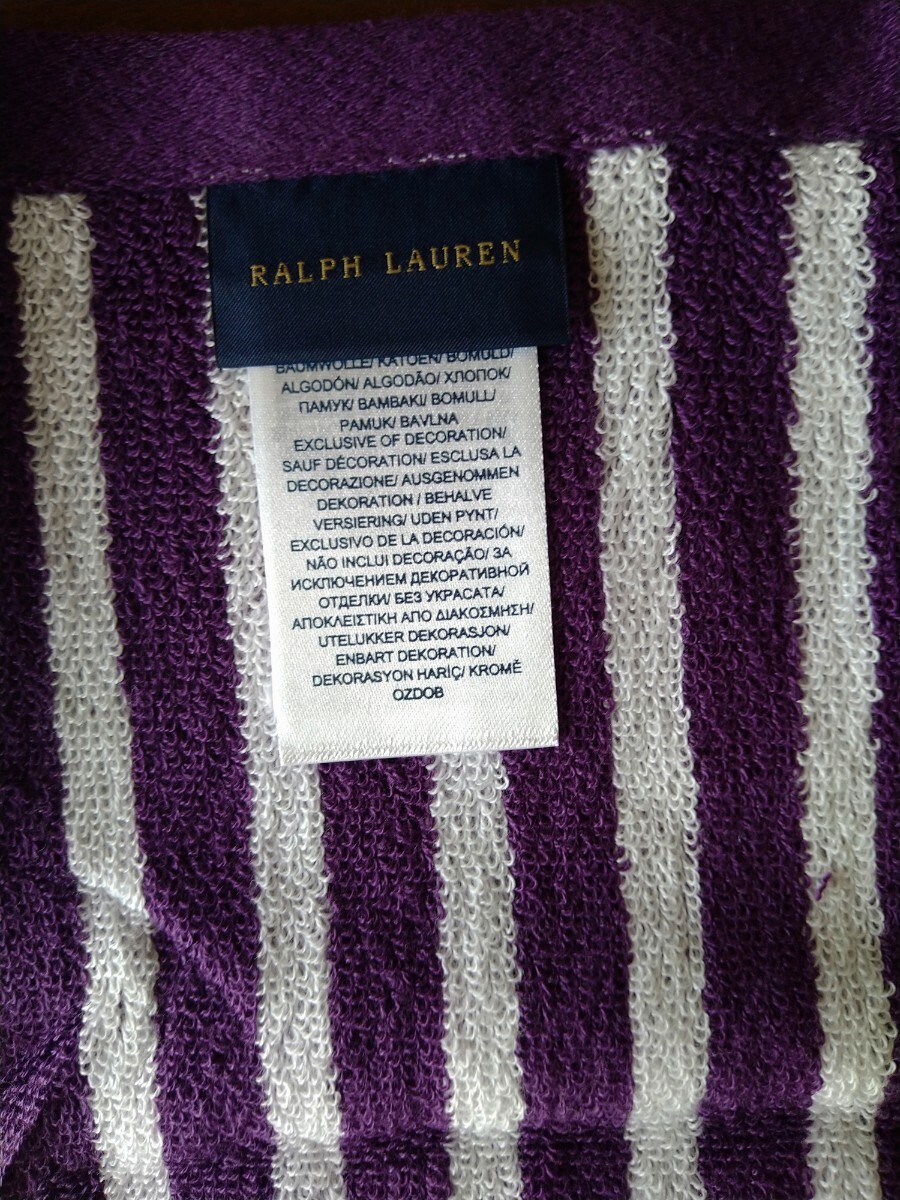 RALPH LAUREN
BAUMWOLLE/ KATOEN/ BOMULD/
ALGODÓN/ ALGODÃO/ ХЛОПОК/
ПАМУК/ ΒΑΜΒΑΚΙ/ BOMULL/
PAMUK/ BAVLNA
EXCLUSIVE OF DECORATION/
SAUF DÉCORATION/ ESCLUSA LA
DECORAZIONE/ AUSGENOMMEN
DEKORATION / BEHALVE
VERSIERING/ UDEN PYNT/
EXCLUSIVO DE LA DECORACIÓN/
NÃO INCLUI DECORAÇÃO/ ЗА
ИСКЛЮЧЕНИЕМ ДЕКОРАТИВНОЙ
ОТДЕЛКИ/ БЕЗ УКРАСАТА/
ΑΠΟΚΛΕΙΣΤΙΚΗ ΑΠΟ ΔΙΑΚΟΣΜΗΣΗ/
UTELUKKER DEKORASJON/
ENBART DEKORATION/
DEKORASYON HARİÇ/ KROMĚ
OZDOB